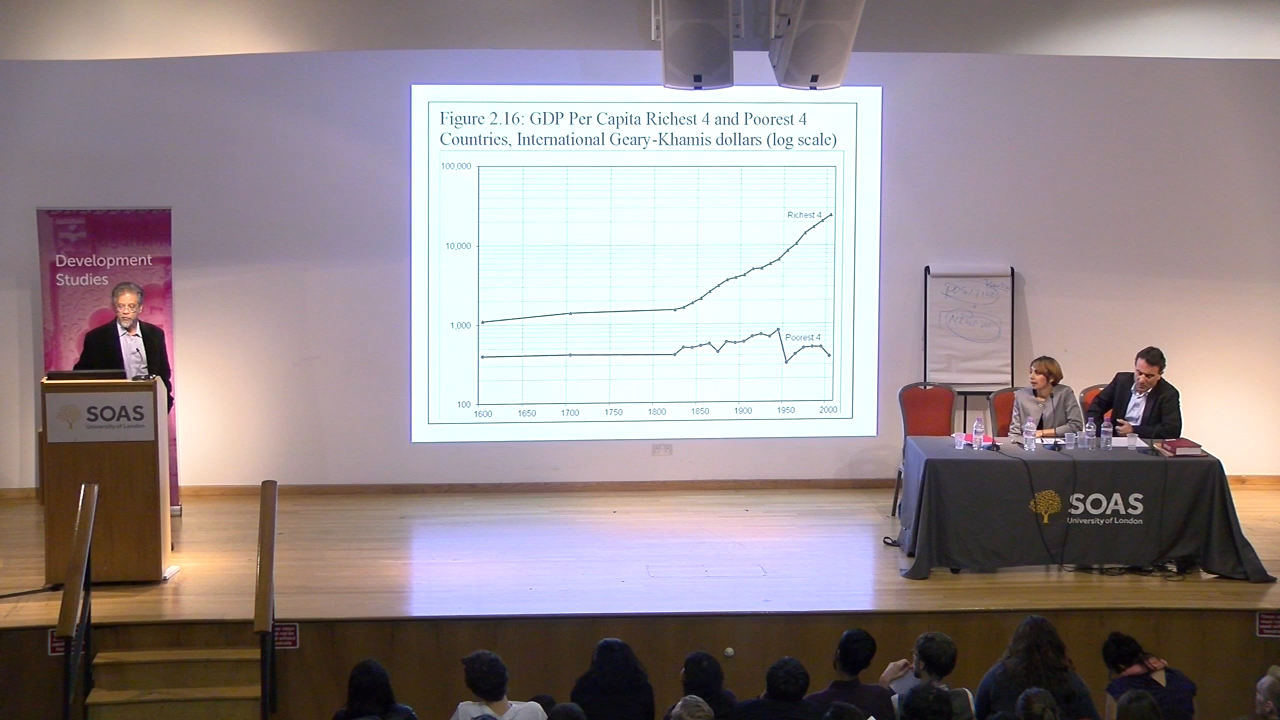 Figure 2.16: GDP Per Capita Richest 4 and Poorest 4
Countries, International Geary-Khamis dollars (log scale)
100,000
10,000
1,000
100
Richest 4
Poorest 4
1600 1650 1700 1750 1800 1850 1900 1950 2000
Development
Studies
SOAS
University of London
SOAS
University of London